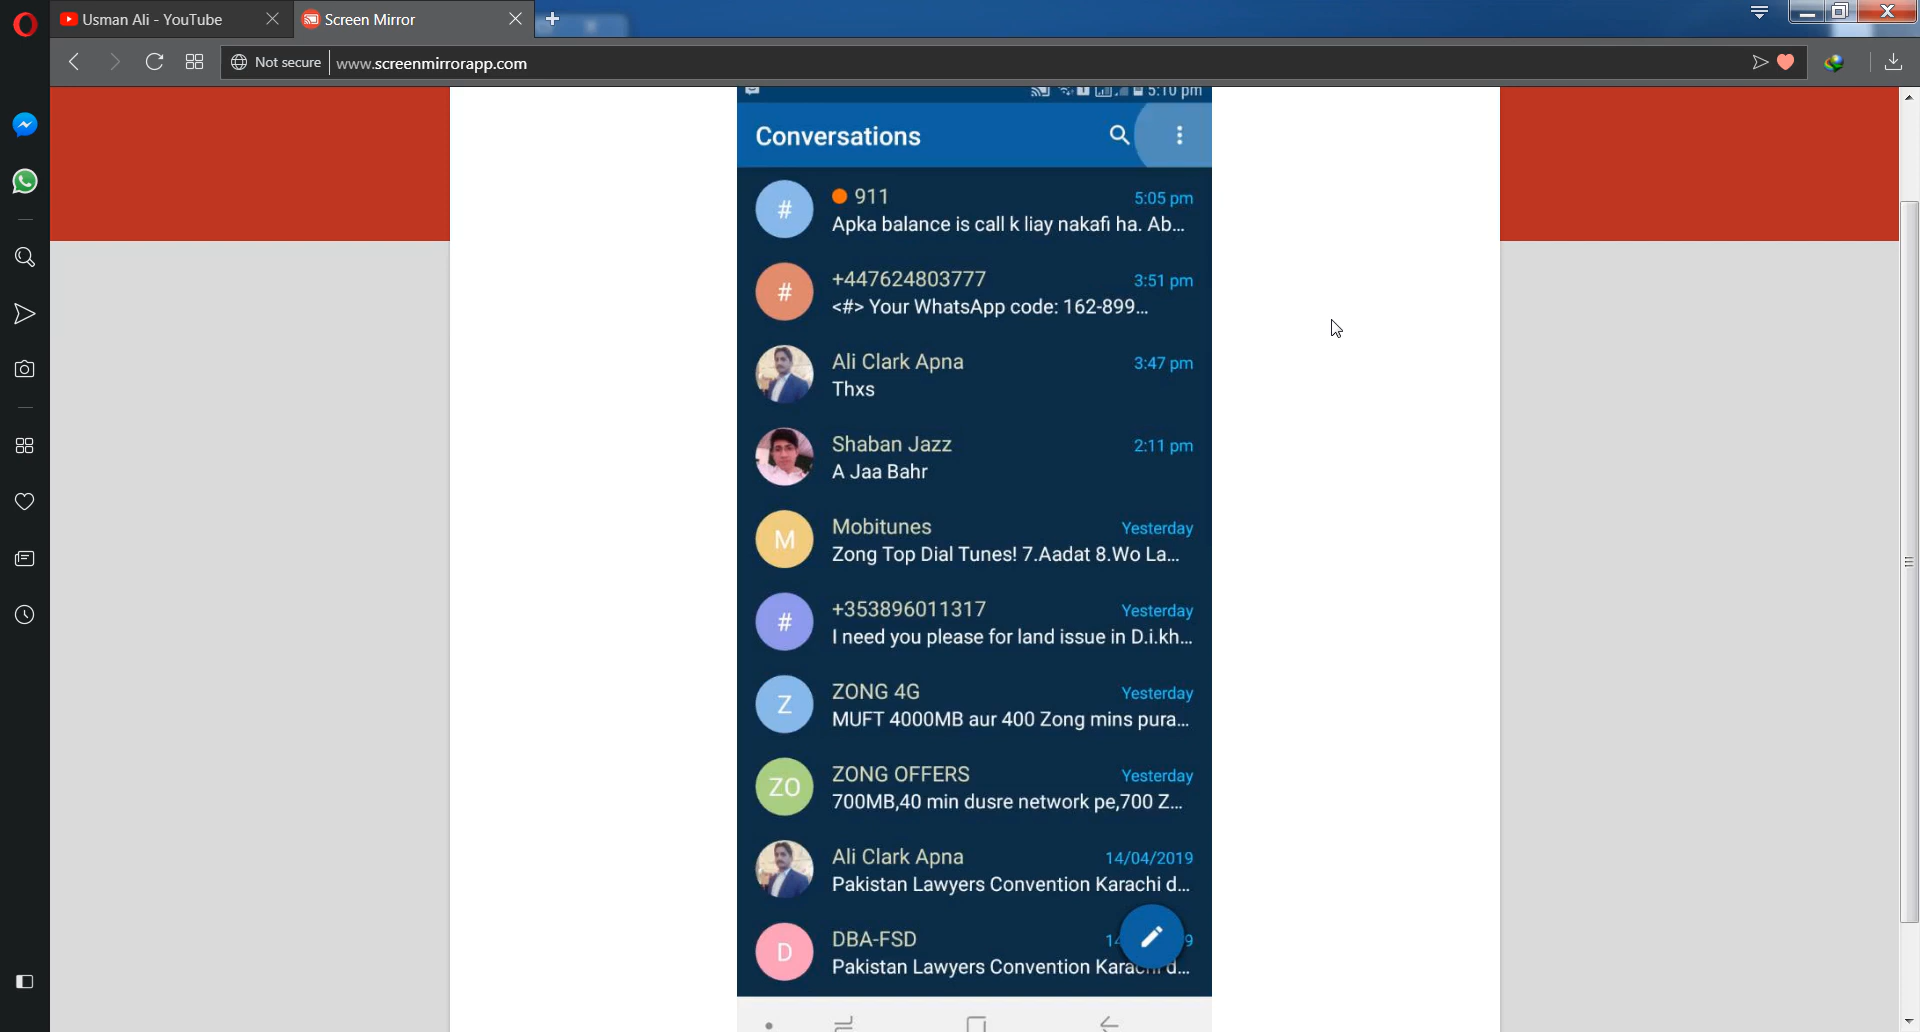 Usman Ali - YouTube
Screen Mirror
Not secure
www.screenmirrorapp.com
5:10 pm
Conversations
#
911
5:05 pm
Apka balance is call k liay nakafi ha. Ab...
#
+447624803777
3:51 pm
<#> Your WhatsApp code: 162-899...
Ali Clark Apna
3:47 pm
Thxs
Shaban Jazz
2:11 pm
A Jaa Bahr
M
Mobitunes
Yesterday
Zong Top Dial Tunes! 7.Aadat 8.Wo La...
#
+353896011317
Yesterday
I need you please for land issue in D.i.kh...
Z
ZONG 4G
Yesterday
MUFT 4000MB aur 400 Zong mins pura...
ZO
ZONG OFFERS
Yesterday
700MB,40 min dusre network pe,700 Z...
Ali Clark Apna
14/04/2019
Pakistan Lawyers Convention Karachi d...
D
DBA-FSD
Pakistan Lawyers Convention Karachi d...